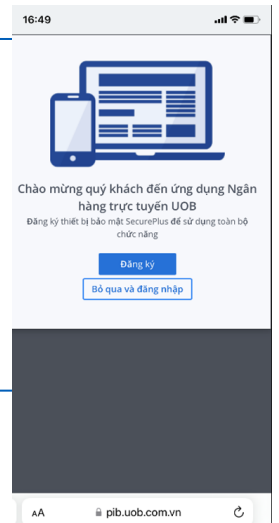 16:49
Chào mừng quý khách đến ứng dụng Ngân
hàng trực tuyến UOB
Đăng ký thiết bị bảo mật SecurePlus để sử dụng toàn bộ
chức năng
Đăng ký
Bỏ qua và đăng nhập
AA
pib.uob.com.vn